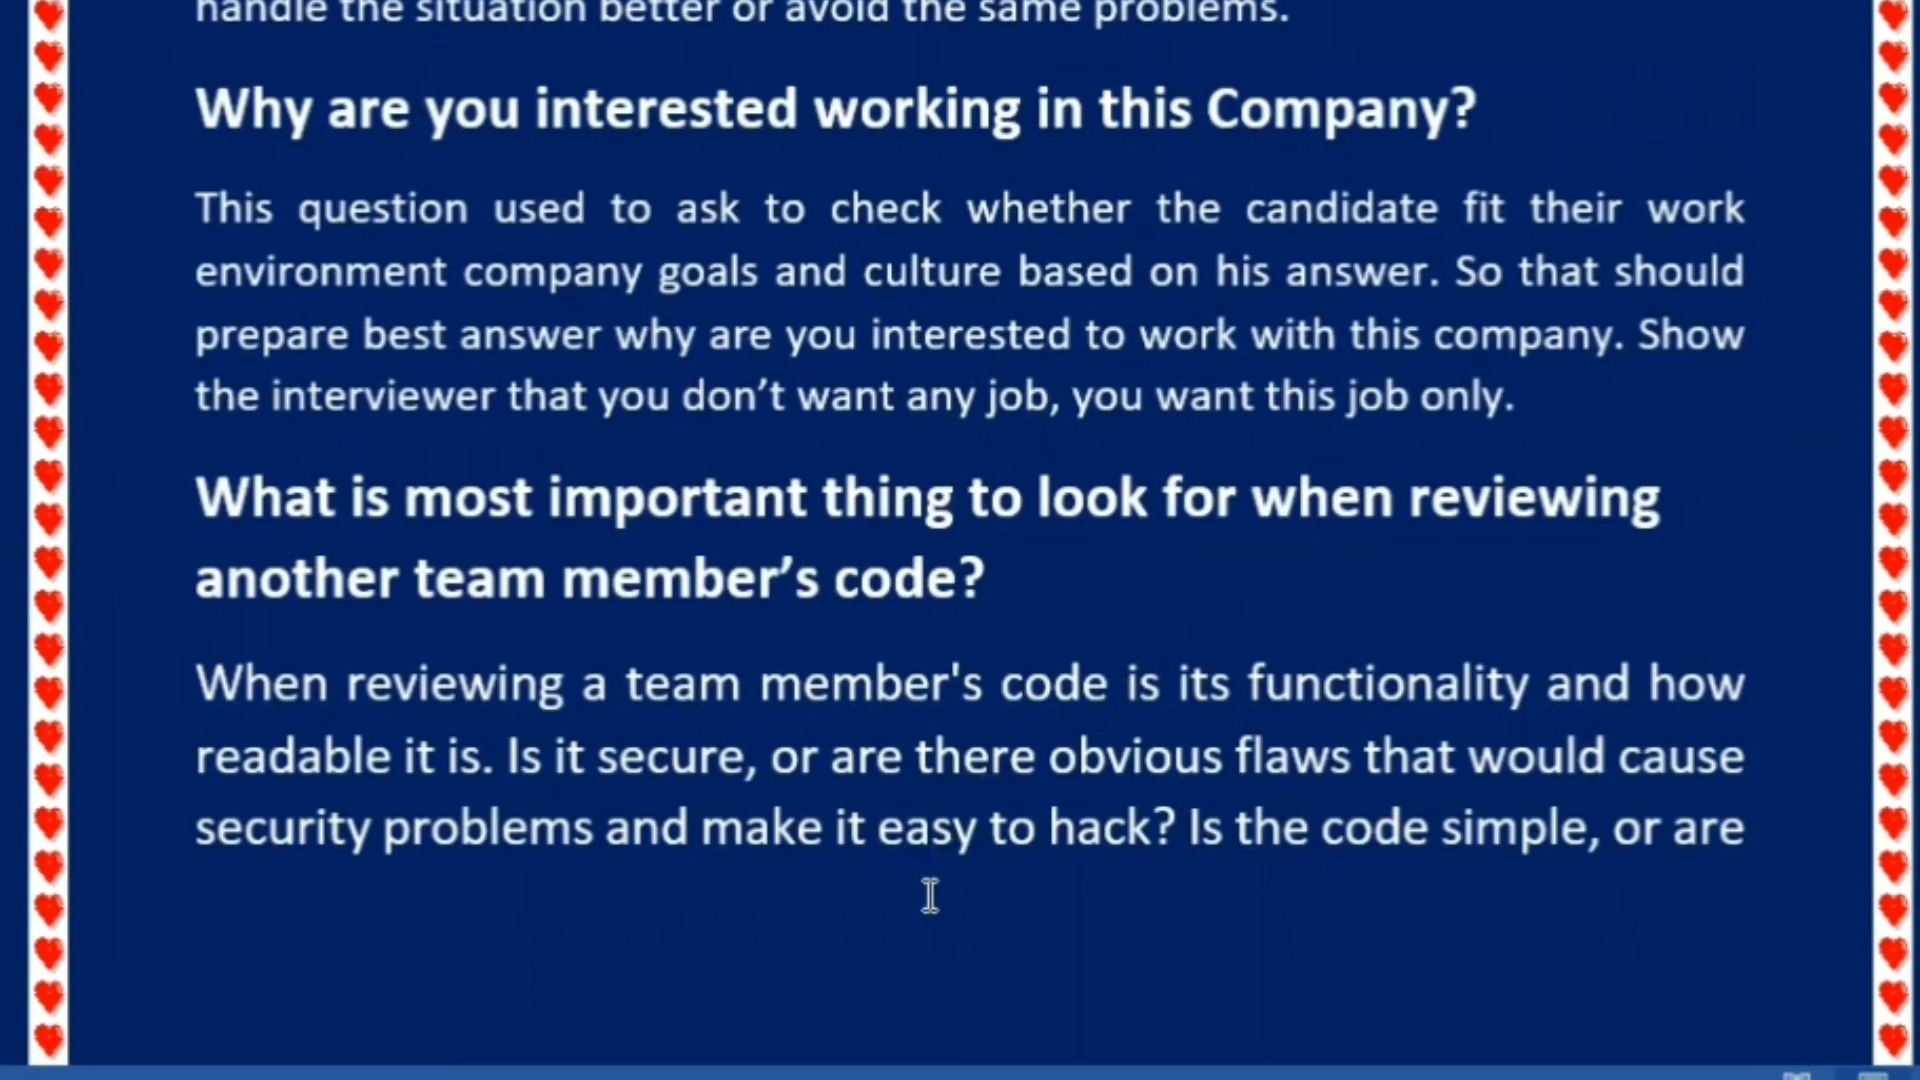 handle the situation better or avoid the same problems.
Why are you interested working in this Company?
This question used to ask to check whether the candidate fit their work
environment company goals and culture based on his answer. So that should
prepare best answer why are you interested to work with this company. Show
the interviewer that you don’t want any job, you want this job only.
What is most important thing to look for when reviewing
another team member’s code?
When reviewing a team member's code is its functionality and how
readable it is. Is it secure, or are there obvious flaws that would cause
security problems and make it easy to hack? Is the code simple, or are